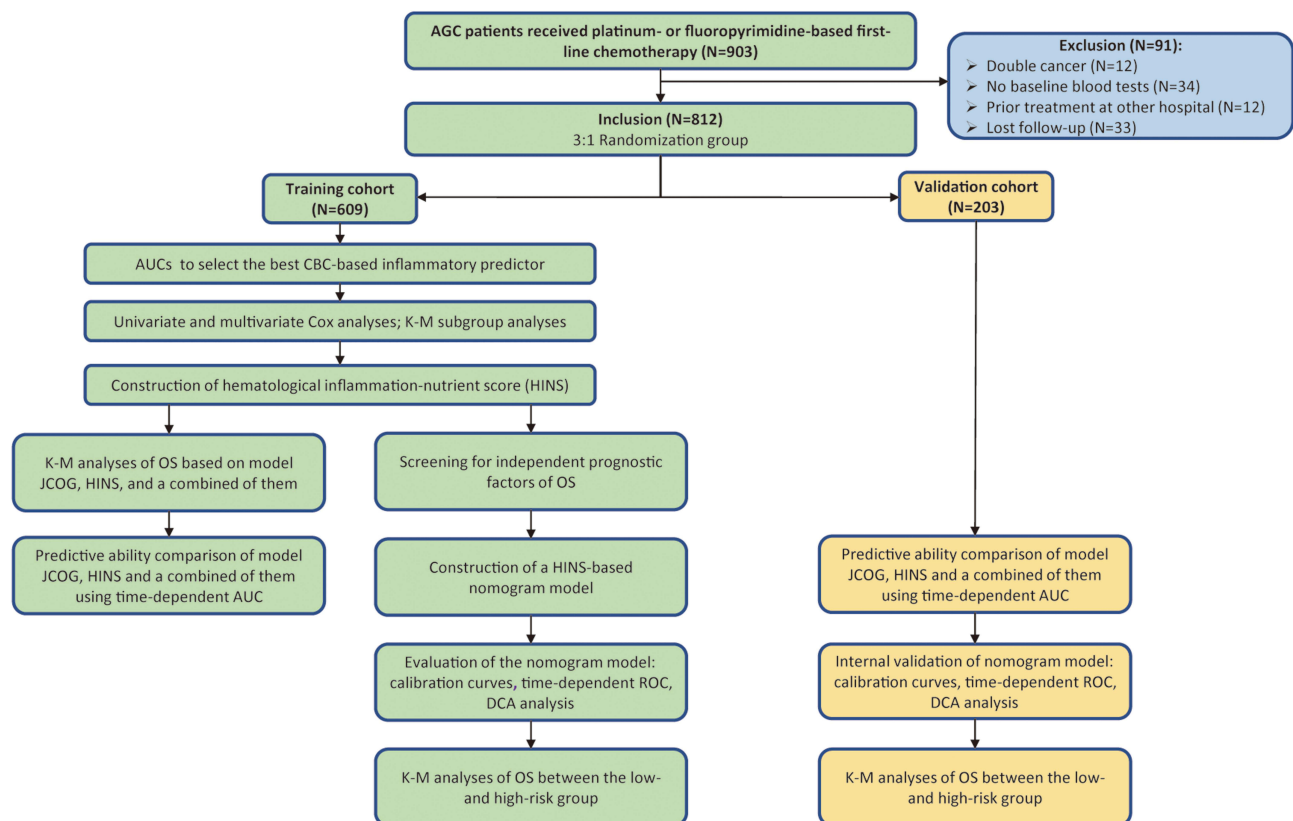 AGC patients received platinum- or fluoropyrimidine-based first-
line chemotherapy (N=903)
Exclusion (N=91):
➢ Double cancer (N=12)
➢ No baseline blood tests (N=34)
➢ Prior treatment at other hospital (N=12)
➢ Lost follow-up (N=33)
Inclusion (N=812)
3:1 Randomization group
Training cohort
(N=609)
Validation cohort
(N=203)
AUCs to select the best CBC-based inflammatory predictor
Univariate and multivariate Cox analyses; K-M subgroup analyses
Construction of hematological inflammation-nutrient score (HINS)
K-M analyses of OS based on model
JCOG, HINS, and a combined of them
Predictive ability comparison of model
JCOG, HINS and a combined of them
using time-dependent AUC
Screening for independent prognostic
factors of OS
Construction of a HINS-based
nomogram model
Evaluation of the nomogram model:
calibration curves, time-dependent ROC,
DCA analysis
K-M analyses of OS between the low-
and high-risk group
Predictive ability comparison of model
JCOG, HINS and a combined of them
using time-dependent AUC
Internal validation of nomogram model:
calibration curves, time-dependent ROC,
DCA analysis
K-M analyses of OS between the low-
and high-risk group